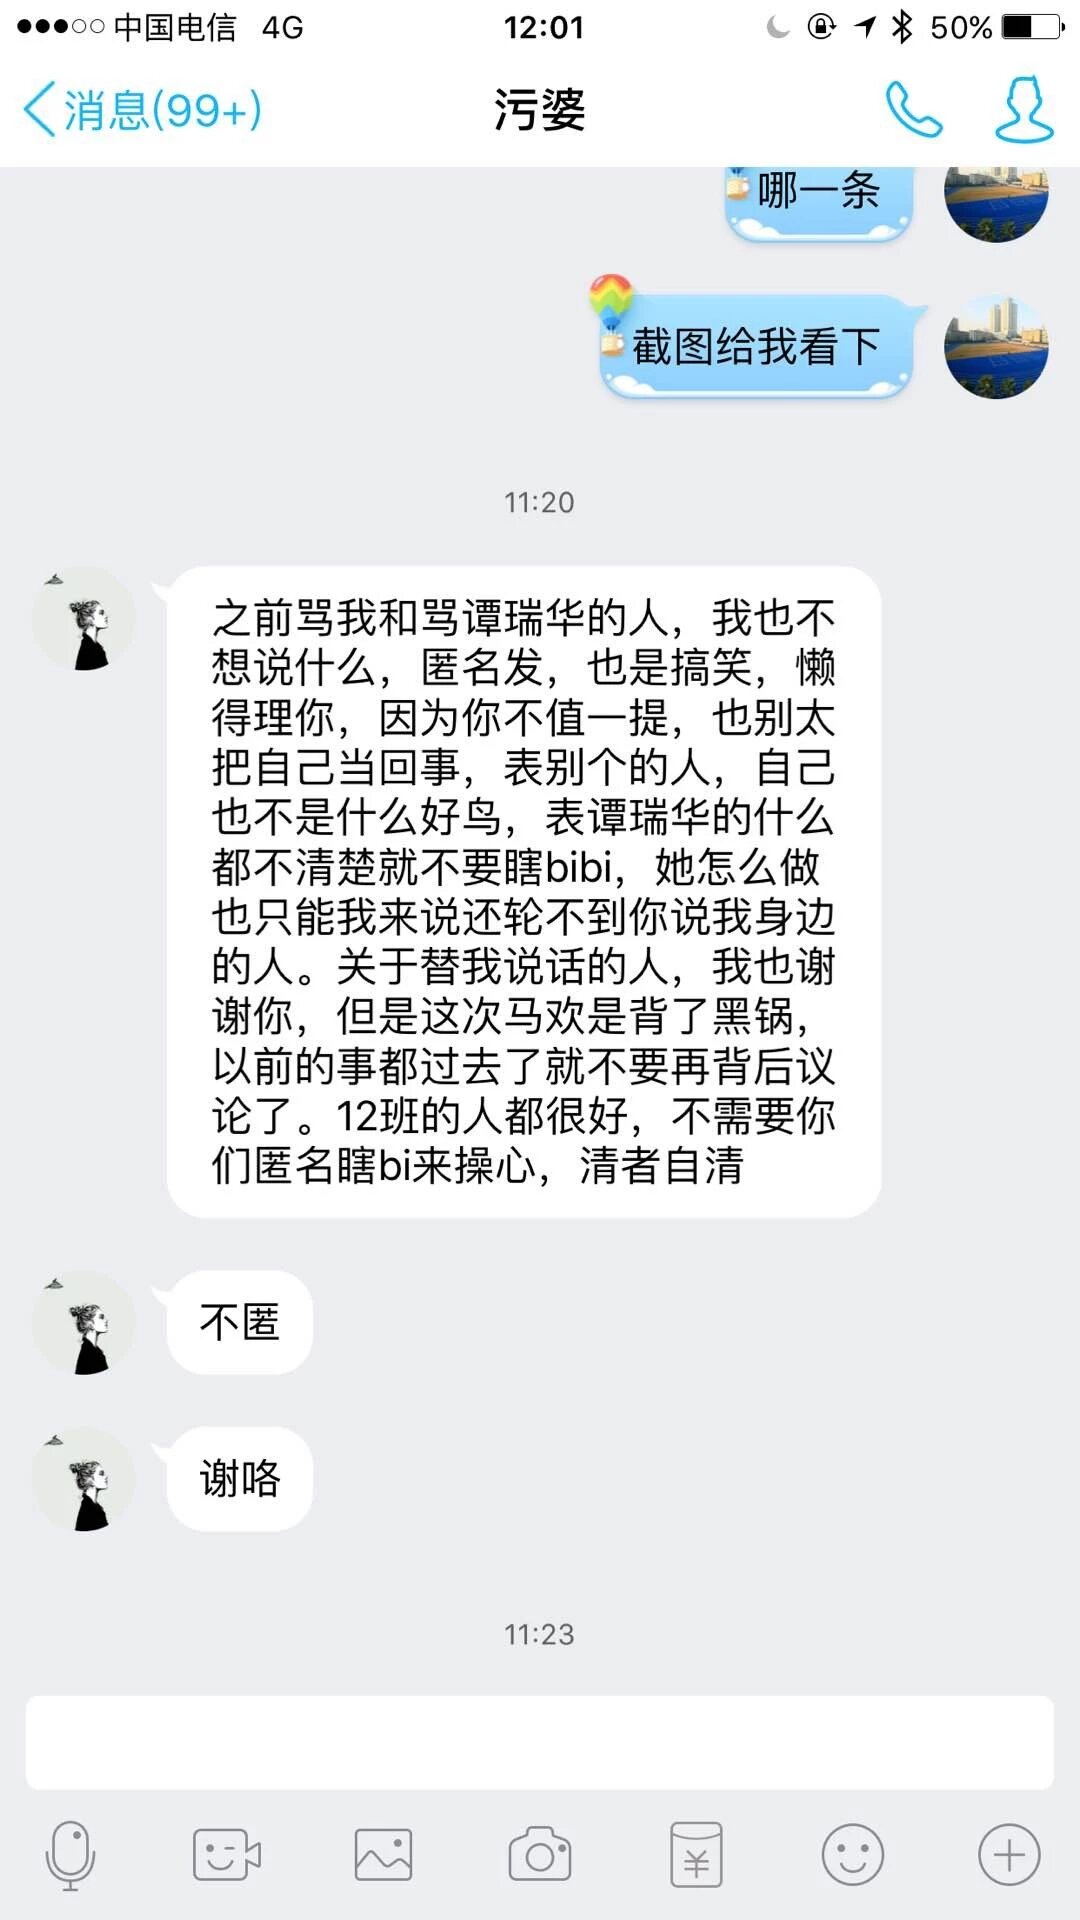 中国电信 4G 12:01 50%
消息(99+) 污婆
哪一条
截图给我看下
11:20
之前骂我和骂谭瑞华的人，我也不
想说什么，匿名发，也是搞笑，懒
得理你，因为你不值一提，也别太
把自己当回事，表别个的人，自己
也不是什么好鸟，表谭瑞华的什么
都不清楚就不要瞎bibi，她怎么做
也只能我来说还轮不到你说我身边
的人。关于替我说话的人，我也谢
谢你，但是这次马欢是背了黑锅，
以前的事都过去了就不要再背后议
论了。12班的人都很好，不需要你
们匿名瞎bi来操心，清者自清
不匿
谢咯
11:23